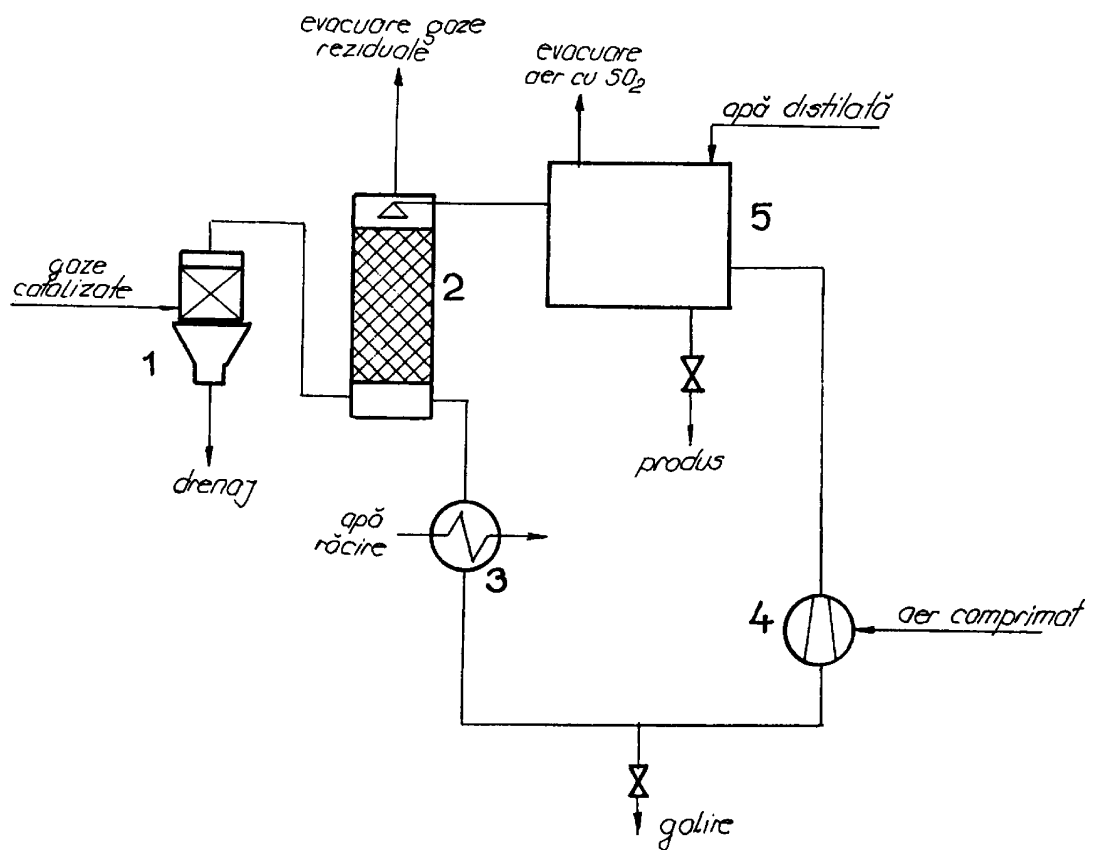 evacuare gaze
reziduale
evacuare
aer cu SO₂
apă distilată
5
gaze
catalizate
2
1
drenaj
produs
apă
răcire
3
4
aer comprimat
golire